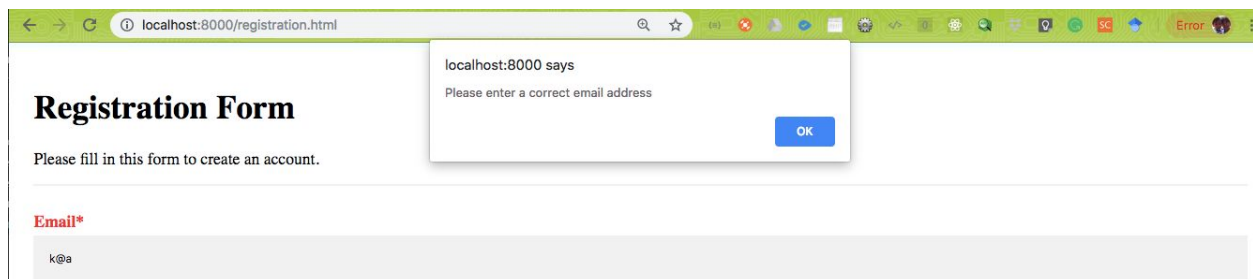 localhost:8000/registration.html
Error
localhost:8000 says
Please enter a correct email address
OK
Registration Form
Please fill in this form to create an account.
Email*
k@a